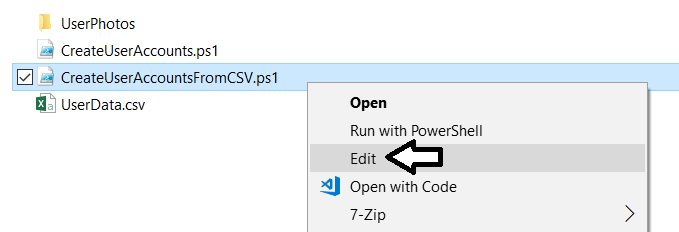 UserPhotos
CreateUserAccounts.ps1
CreateUserAccountsFromCSV.ps1
UserData.csv
Open
Run with PowerShell
Edit
Open with Code
7-Zip